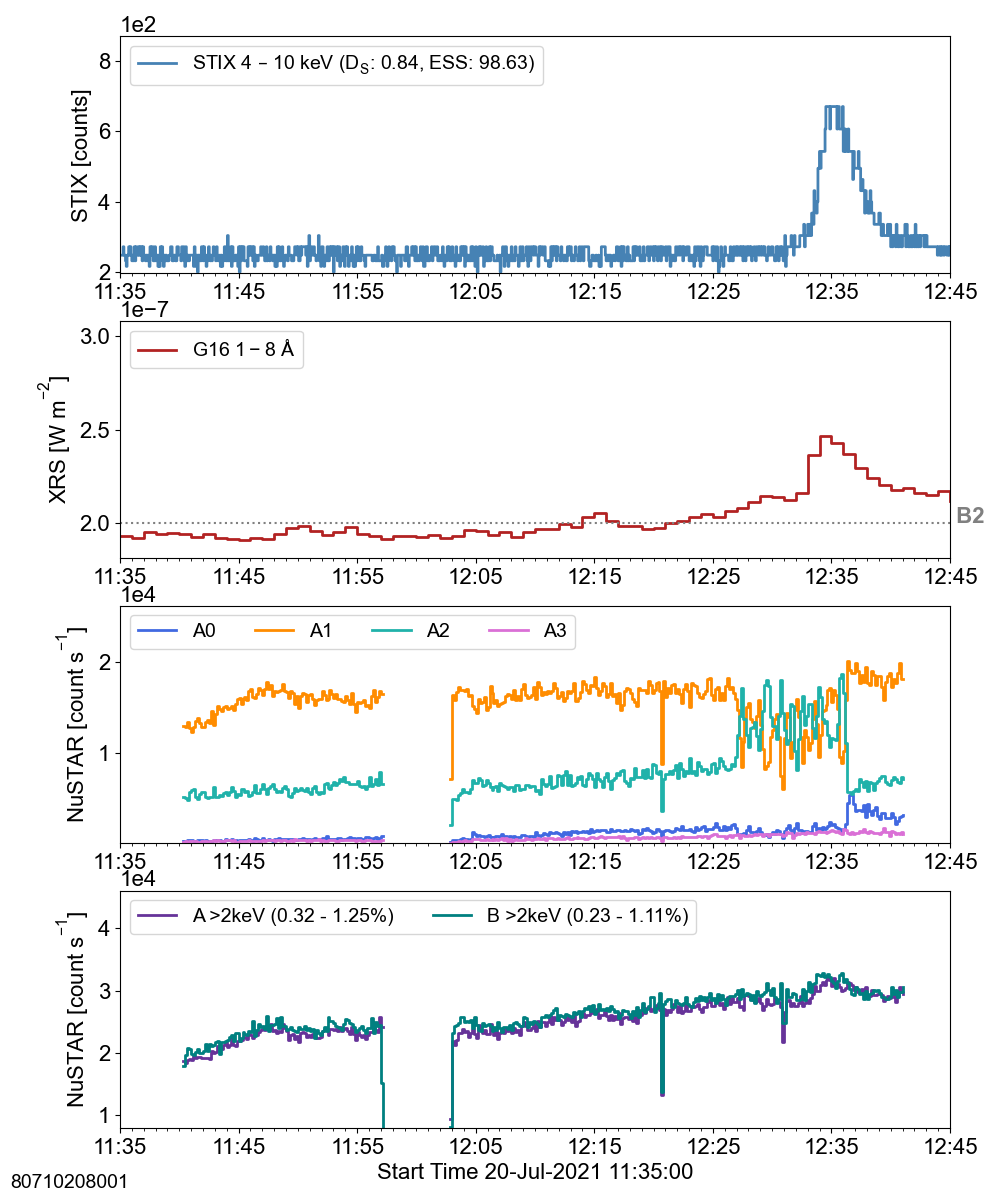 1e2
STIX 4 – 10 keV (D_S: 0.84, ESS: 98.63)
STIX [counts]
8
6
4
2
11:35 11:45 11:55 12:05 12:15 12:25 12:35 12:45
1e−7
G16 1 – 8 Å
XRS [W m⁻²]
3.0
2.5
2.0
B2
11:35 11:45 11:55 12:05 12:15 12:25 12:35 12:45
1e4
A0 A1 A2 A3
NuSTAR [count s⁻¹]
2
1
11:35 11:45 11:55 12:05 12:15 12:25 12:35 12:45
1e4
A >2keV (0.32 - 1.25%) B >2keV (0.23 - 1.11%)
NuSTAR [count s⁻¹]
4
3
2
1
11:35 11:45 11:55 12:05 12:15 12:25 12:35 12:45
Start Time 20-Jul-2021 11:35:00
80710208001